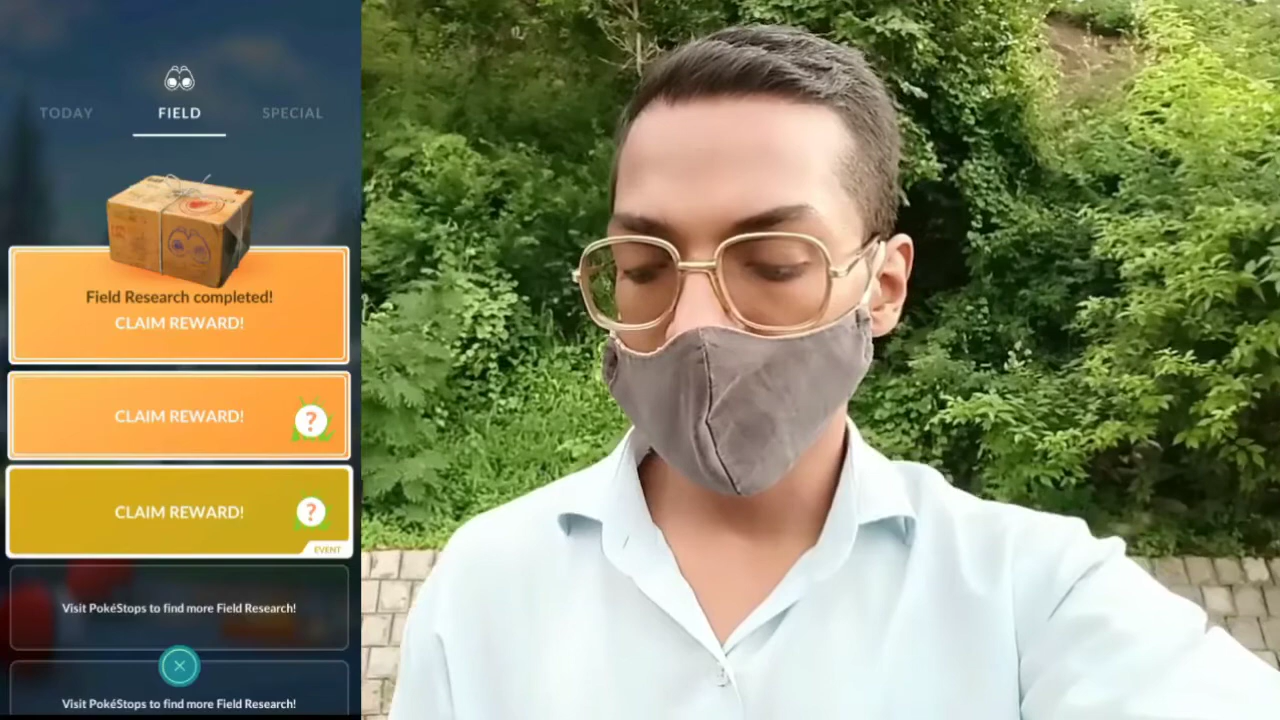 TODAY
FIELD
SPECIAL
Field Research completed!
CLAIM REWARD!
CLAIM REWARD!
?
CLAIM REWARD!
?
EVENT
Visit PokéStops to find more Field Research!
Visit PokéStops to find more Field Research!